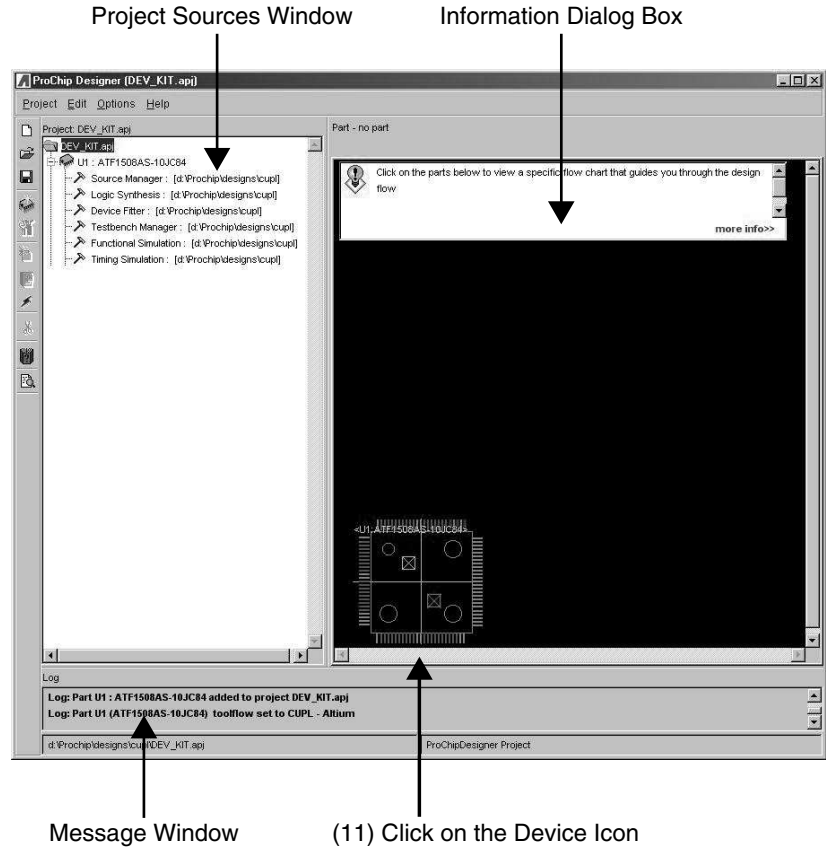 Project Sources Window
Information Dialog Box
ProChip Designer (DEV_KIT.apj)
Project Edit Options Help
Project: DEV_KIT.apj
Part - no part
DEV_KIT.apj
U1 : ATF1508AS-10JC84
Source Manager : [d:\Prochip\designs\cupl]
Logic Synthesis : [d:\Prochip\designs\cupl]
Device Fitter : [d:\Prochip\designs\cupl]
Testbench Manager : [d:\Prochip\designs\cupl]
Functional Simulation : [d:\Prochip\designs\cupl]
Timing Simulation : [d:\Prochip\designs\cupl]
Click on the parts below to view a specific flow chart that guides you through the design
flow
more info>>
<U1:ATF1508AS-10JC84>
Log
Log: Part U1 : ATF1508AS-10JC84 added to project DEV_KIT.apj
Log: Part U1 (ATF1508AS-10JC84) toolflow set to CUPL - Altium
d:\Prochip\designs\cupl\DEV_KIT.apj
ProChipDesigner Project
Message Window
(11) Click on the Device Icon